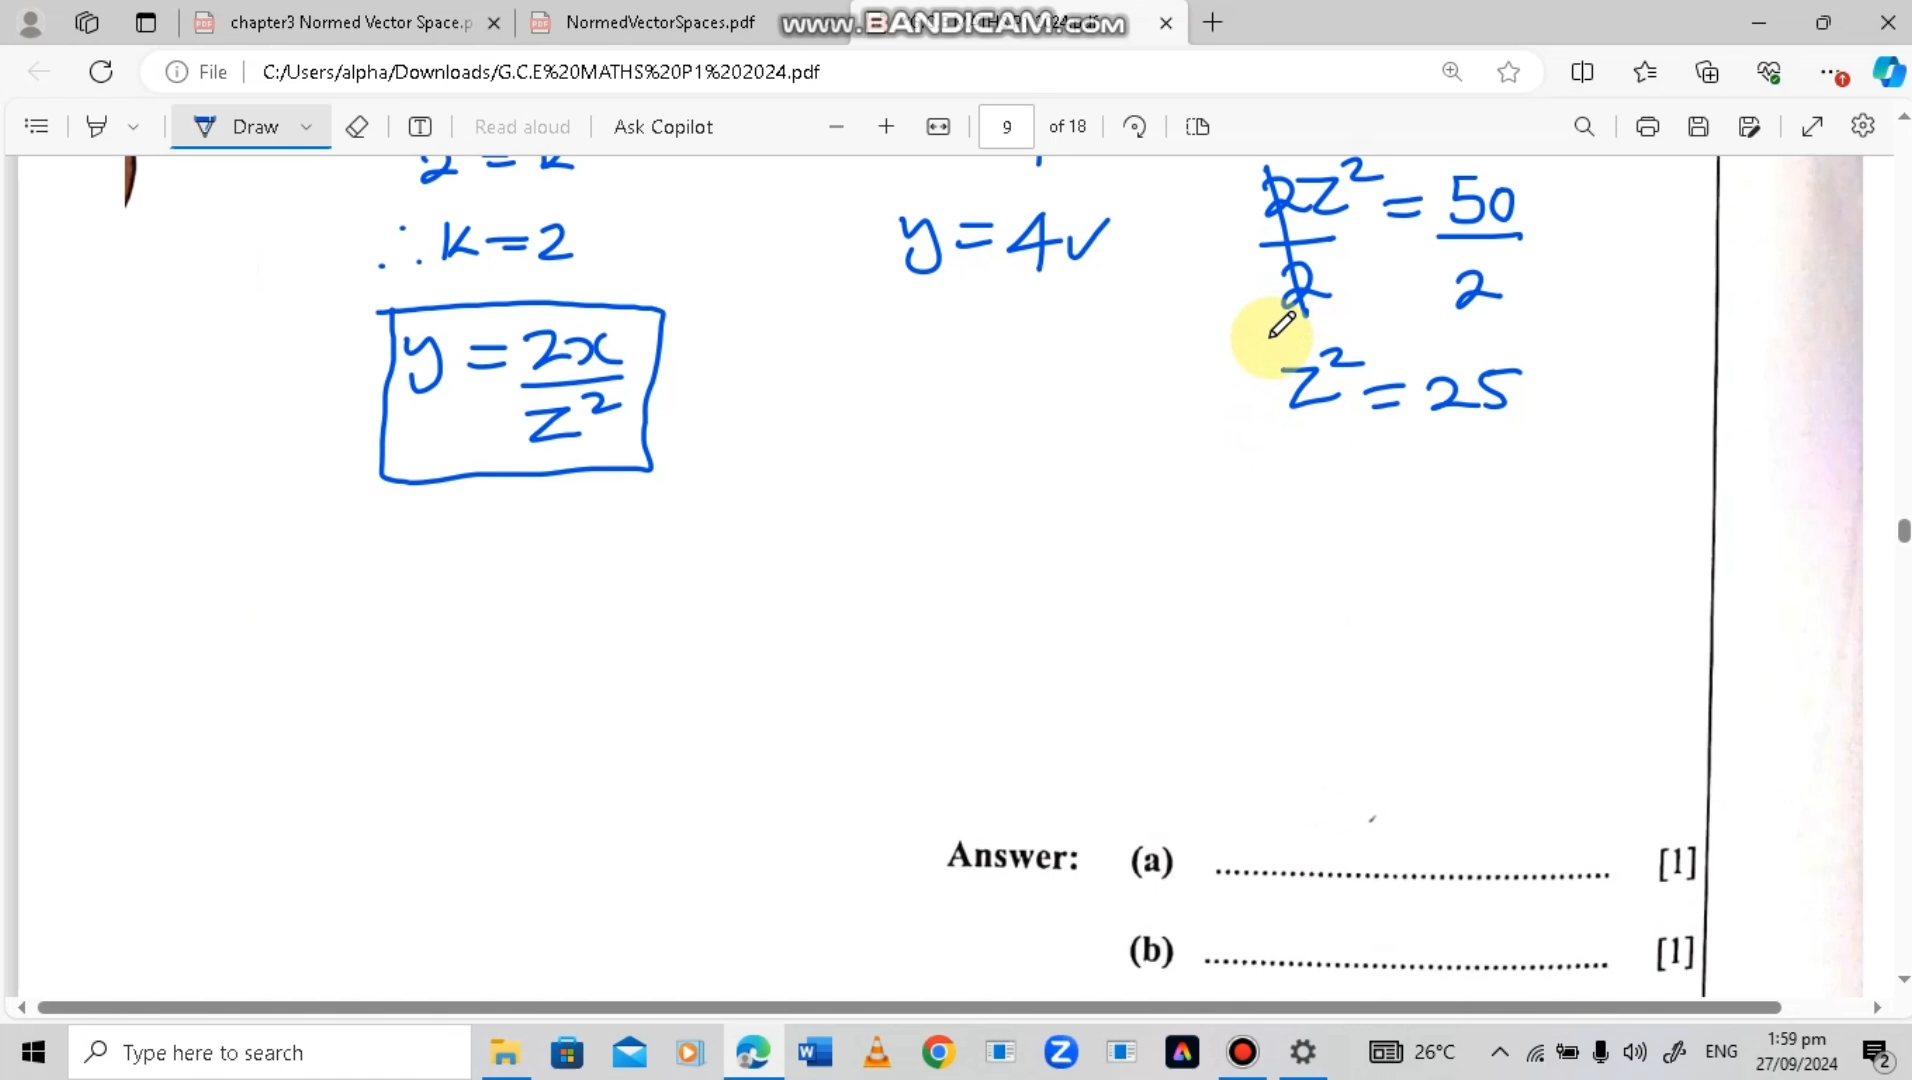 chapter3 Normed Vector Space.p
NormedVectorSpaces.pdf
www.BANDICAM.com
File
C:/Users/alpha/Downloads/G.C.E%20MATHS%20P1%202024.pdf
Draw
Read aloud
Ask Copilot
9 of 18
y = k
∴ k = 2
y = 2x/z²
y = 4✓
2z²/2 = 50/2
z² = 25
Answer: (a) .......................................... [1]
(b) .......................................... [1]
Type here to search
26°C
ENG
1:59 pm
27/09/2024
2